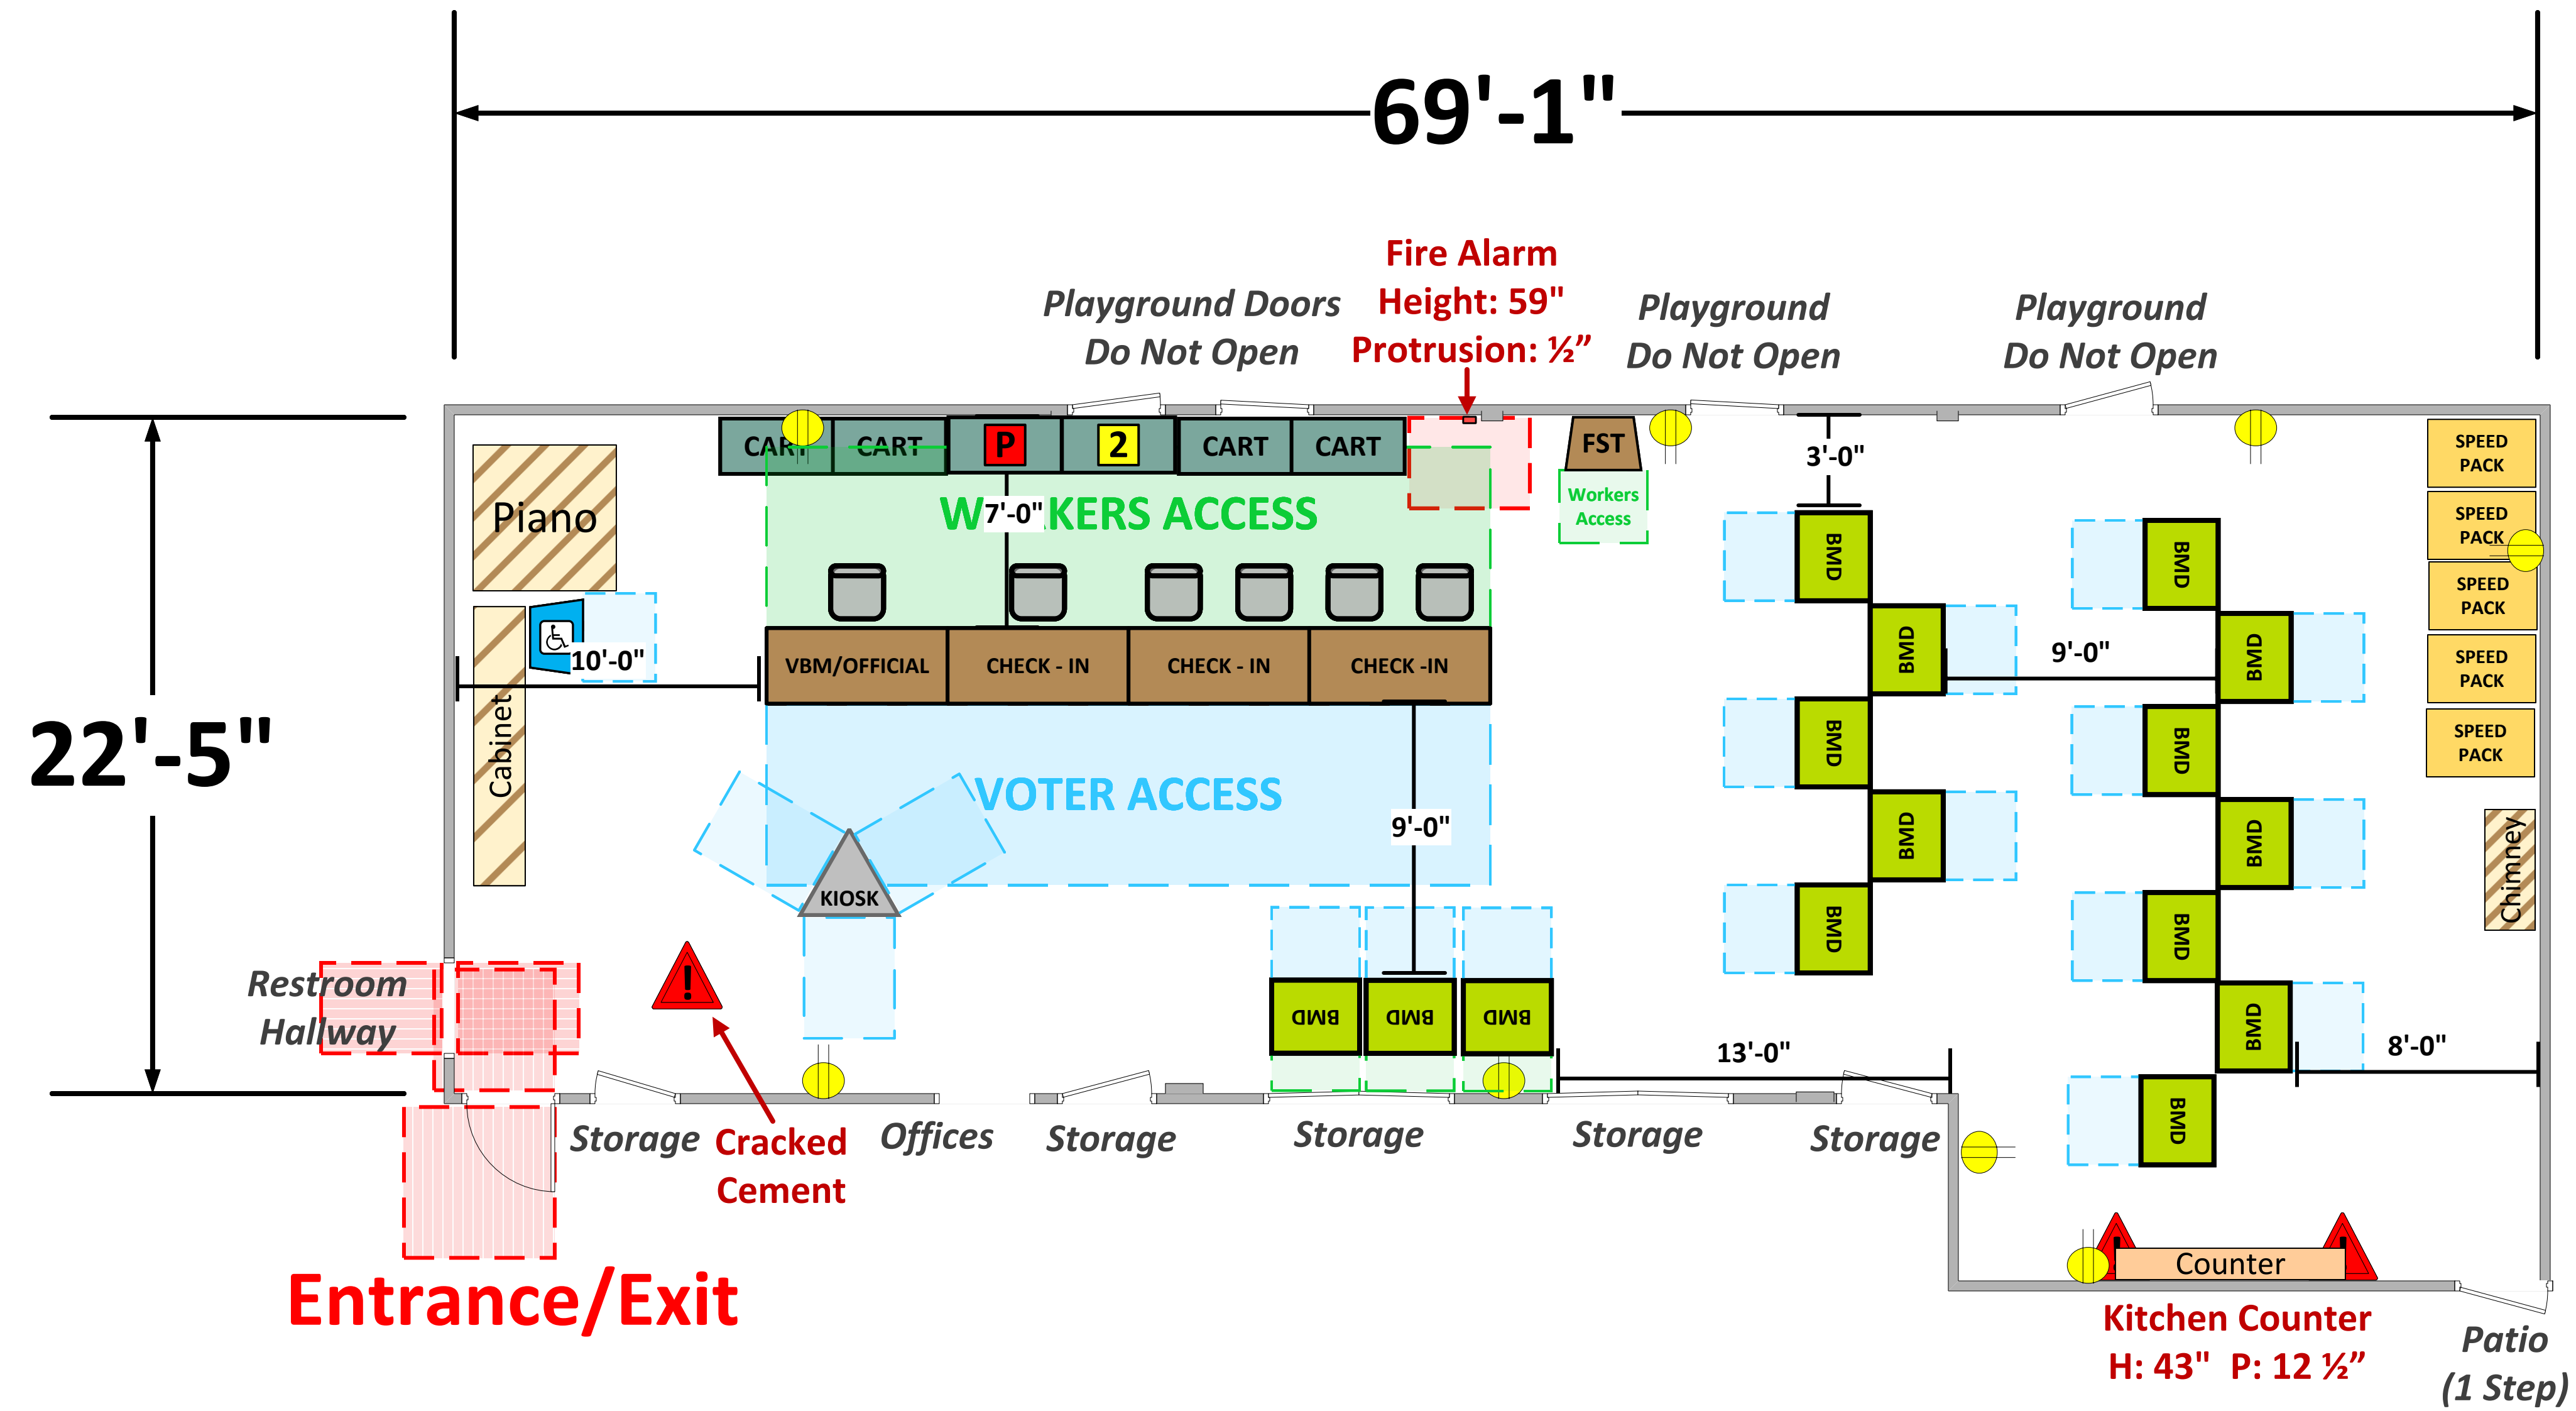 69'-1"
Fire Alarm
Height: 59"
Protrusion: ½”
Playground Doors
Do Not Open
Playground
Do Not Open
Playground
Do Not Open
22'-5"
CART
CART
P
2
CART
CART
FST
Workers
Access
WORKERS ACCESS
7'-0"
3'-0"
Piano
10'-0"
Cabinet
VBM/OFFICIAL
CHECK - IN
CHECK - IN
CHECK -IN
VOTER ACCESS
9'-0"
KIOSK
!
BMD
BMD
BMD
BMD
BMD
BMD
BMD
BMD
9'-0"
BMD
BMD
BMD
BMD
BMD
BMD
BMD
BMD
SPEED
PACK
SPEED
PACK
SPEED
PACK
SPEED
PACK
SPEED
PACK
Chimney
13'-0"
8'-0"
Restroom
Hallway
Storage
Cracked
Cement
Offices
Storage
Storage
Storage
Storage
Entrance/Exit
Counter
Kitchen Counter
H: 43" P: 12 ½”
Patio
(1 Step)